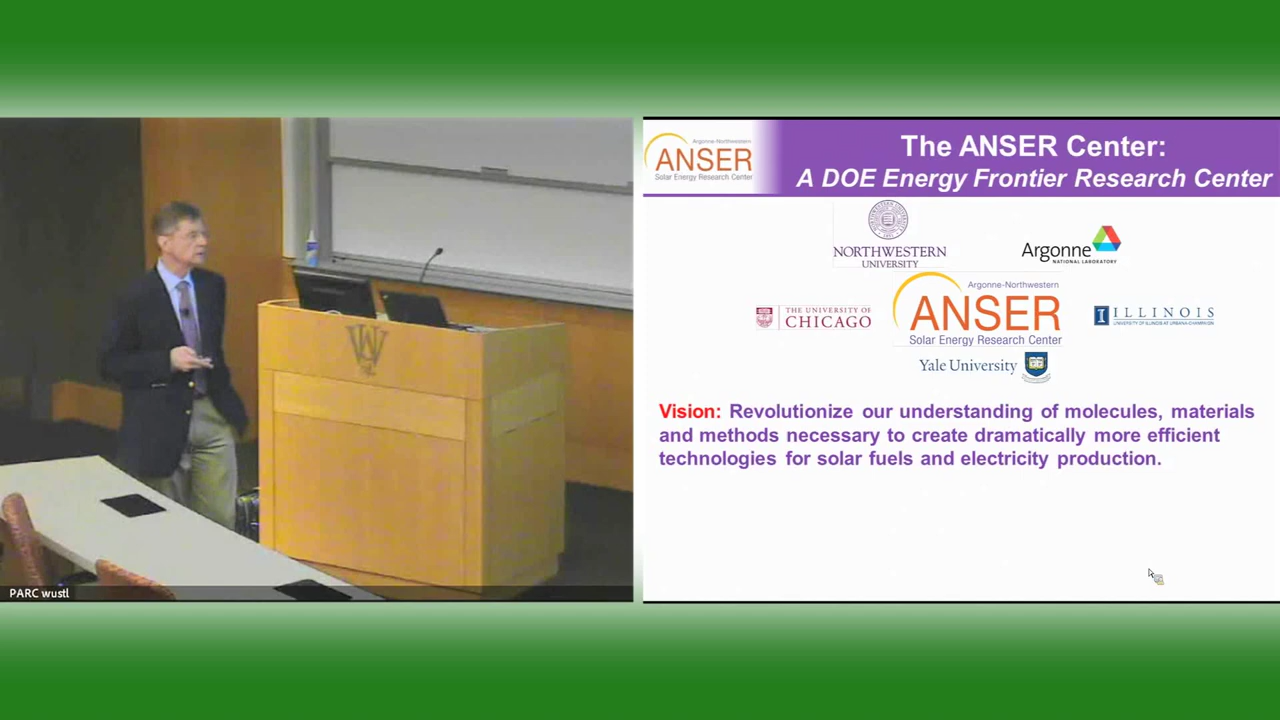 PARC wustl
W
Argonne-Northwestern
ANSER
Solar Energy Research Center
The ANSER Center:
A DOE Energy Frontier Research Center
NORTHWESTERN
UNIVERSITY
Argonne
NATIONAL LABORATORY
THE UNIVERSITY OF
CHICAGO
Argonne-Northwestern
ANSER
Solar Energy Research Center
I ILLINOIS
UNIVERSITY OF ILLINOIS AT URBANA-CHAMPAIGN
Yale University
Vision: Revolutionize our understanding of molecules, materials
and methods necessary to create dramatically more efficient
technologies for solar fuels and electricity production.